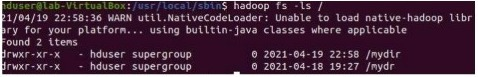 hduser@lab-VirtualBox:/usr/local/sbin$ hadoop fs -ls /
21/04/19 22:58:36 WARN util.NativeCodeLoader: Unable to load native-hadoop libr
ary for your platform... using builtin-java classes where applicable
Found 2 items
drwxr-xr-x - hduser supergroup 0 2021-04-19 22:58 /mydir
drwxr-xr-x - hduser supergroup 0 2021-04-18 19:27 /mydir